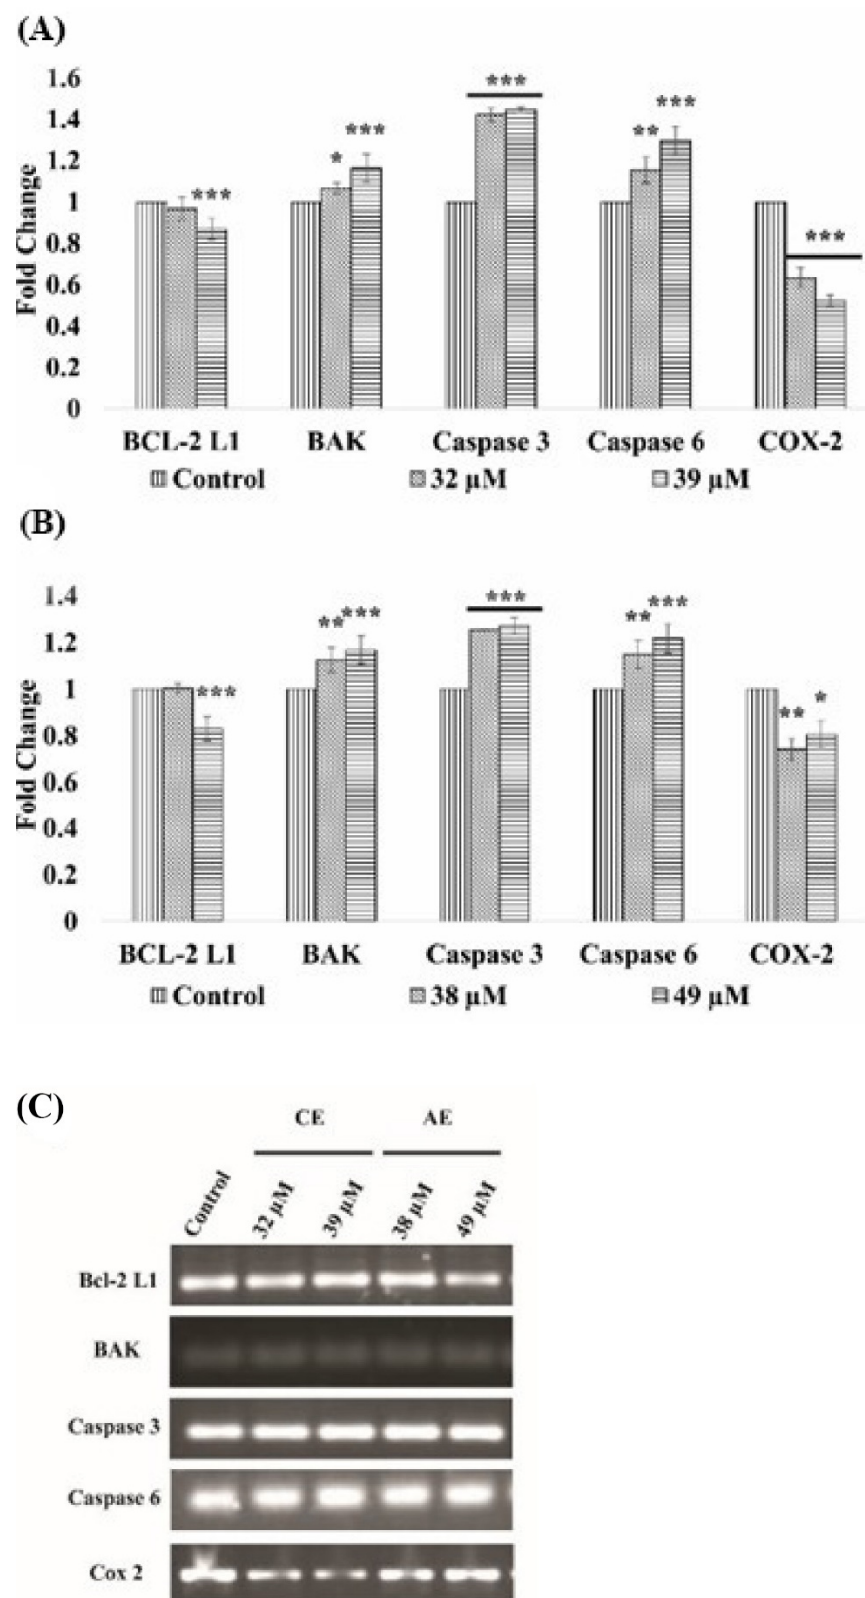 (A)
1.6
1.4
1.2
1
0.8
0.6
0.4
0.2
0
Fold Change
***
*
***
***
**
***
***
BCL-2 L1
BAK
Caspase 3
Caspase 6
COX-2
Control
32 µM
39 µM
(B)
1.4
1.2
1
0.8
0.6
0.4
0.2
0
Fold Change
***
**
***
***
**
***
**
*
BCL-2 L1
BAK
Caspase 3
Caspase 6
COX-2
Control
38 µM
49 µM
(C)
CE
AE
Control
32 µM
39 µM
38 µM
49 µM
Bcl-2 L1
BAK
Caspase 3
Caspase 6
Cox 2